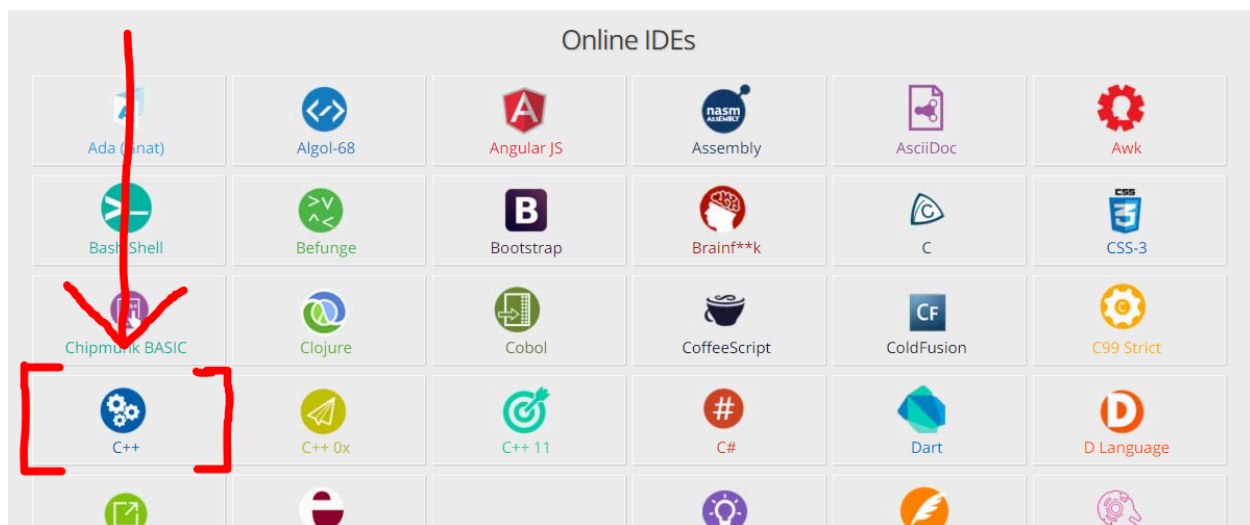 Online IDEs
Ada (Gnat) Algol-68 Angular JS nasm ASSEMBLY Assembly AsciiDoc Awk
Bash Shell Befunge B Bootstrap Brainf**k C C CSS 3 CSS-3
Chipmunk BASIC Clojure Cobol CoffeeScript CF ColdFusion C C99 Strict
C++ C++ 0x C++ 11 # C# Dart D D Language